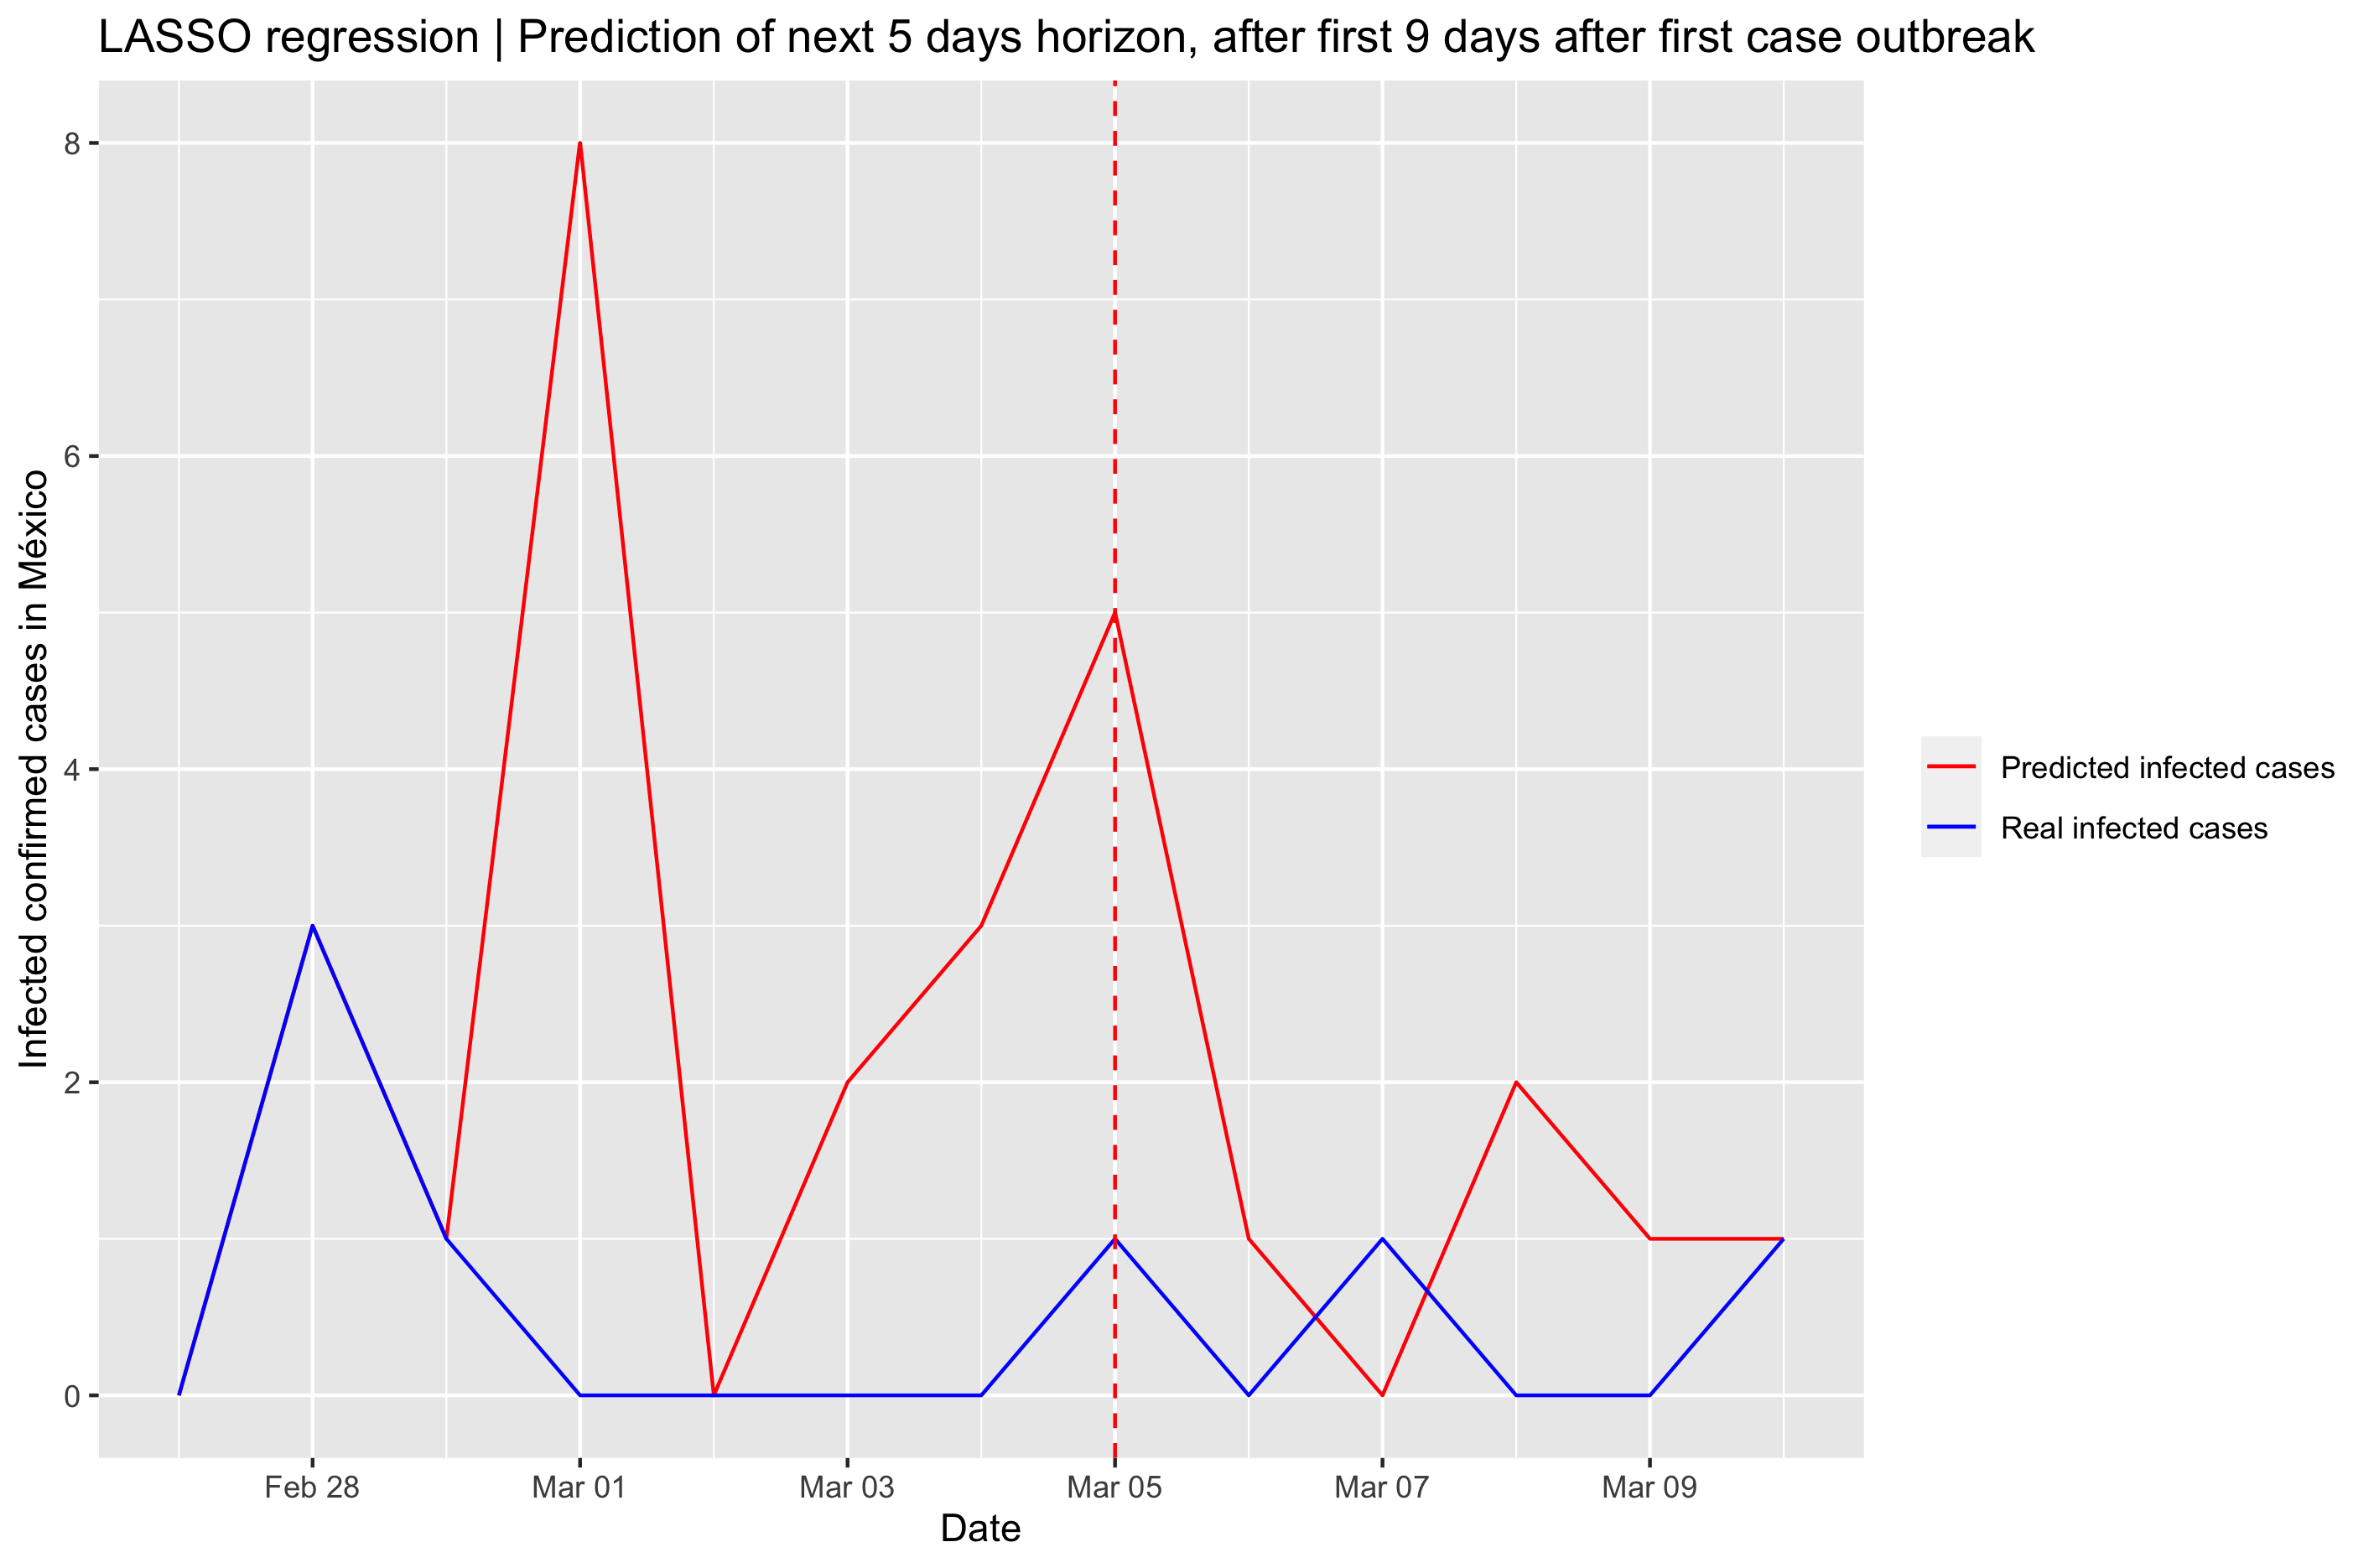 LASSO regression | Prediction of next 5 days horizon, after first 9 days after first case outbreak
Infected confirmed cases in México
8
6
4
2
0
Feb 28
Mar 01
Mar 03
Mar 05
Mar 07
Mar 09
Date
Predicted infected cases
Real infected cases